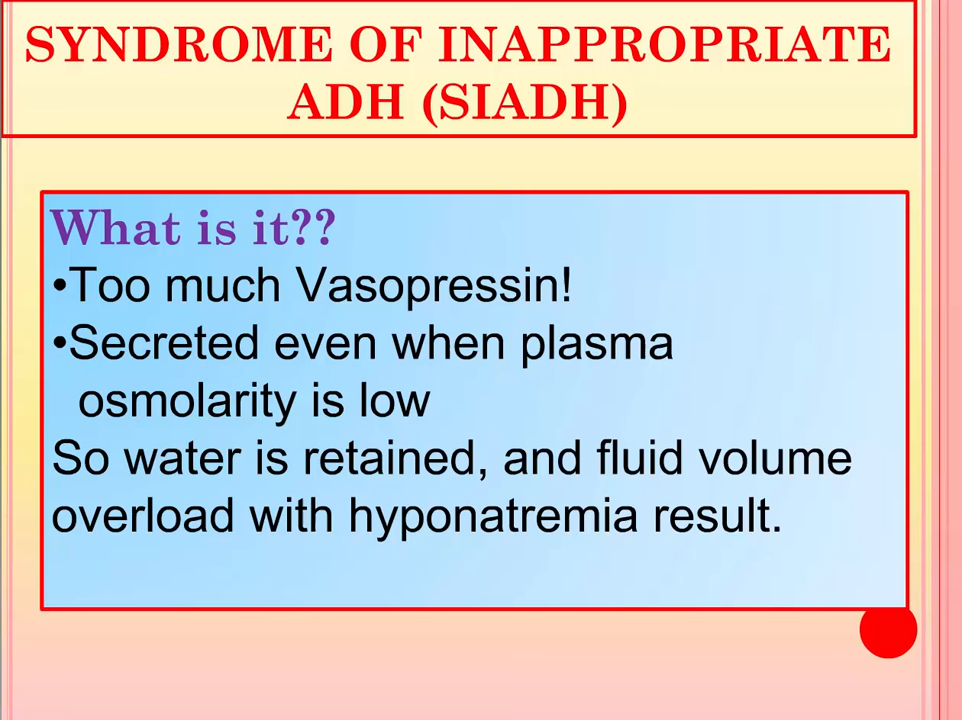 SYNDROME OF INAPPROPRIATE
ADH (SIADH)
What is it??
•Too much Vasopressin!
•Secreted even when plasma
osmolarity is low
So water is retained, and fluid volume
overload with hyponatremia result.